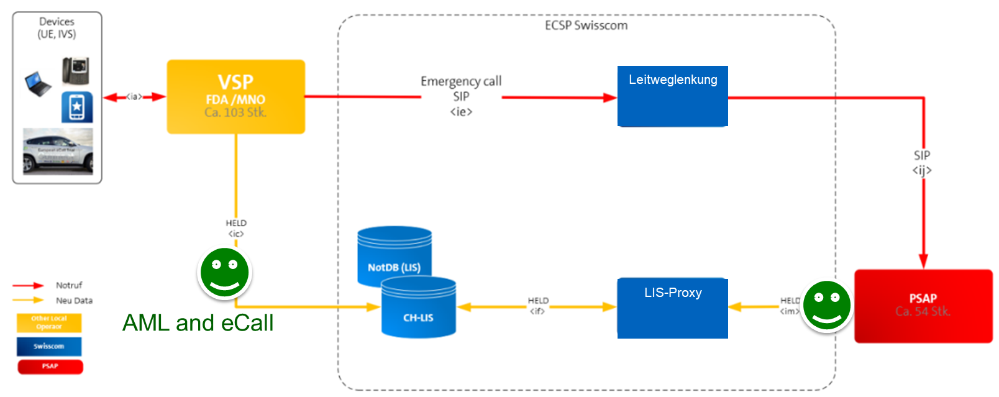 Devices
(UE, IVS)
ECSP Swisscom
VSP
FDA /MNO
Ca. 103 Stk.
<ia>
Emergency call
SIP
<ie>
Leitweglenkung
SIP
<ij>
HELD
<ic>
NotDB (LIS)
CH-LIS
HELD
<if>
LIS-Proxy
HELD
<im>
PSAP
Ca. 54 Stk.
AML and eCall
Notruf
Neu Data
Other Local
Operaor
Swisscom
PSAP